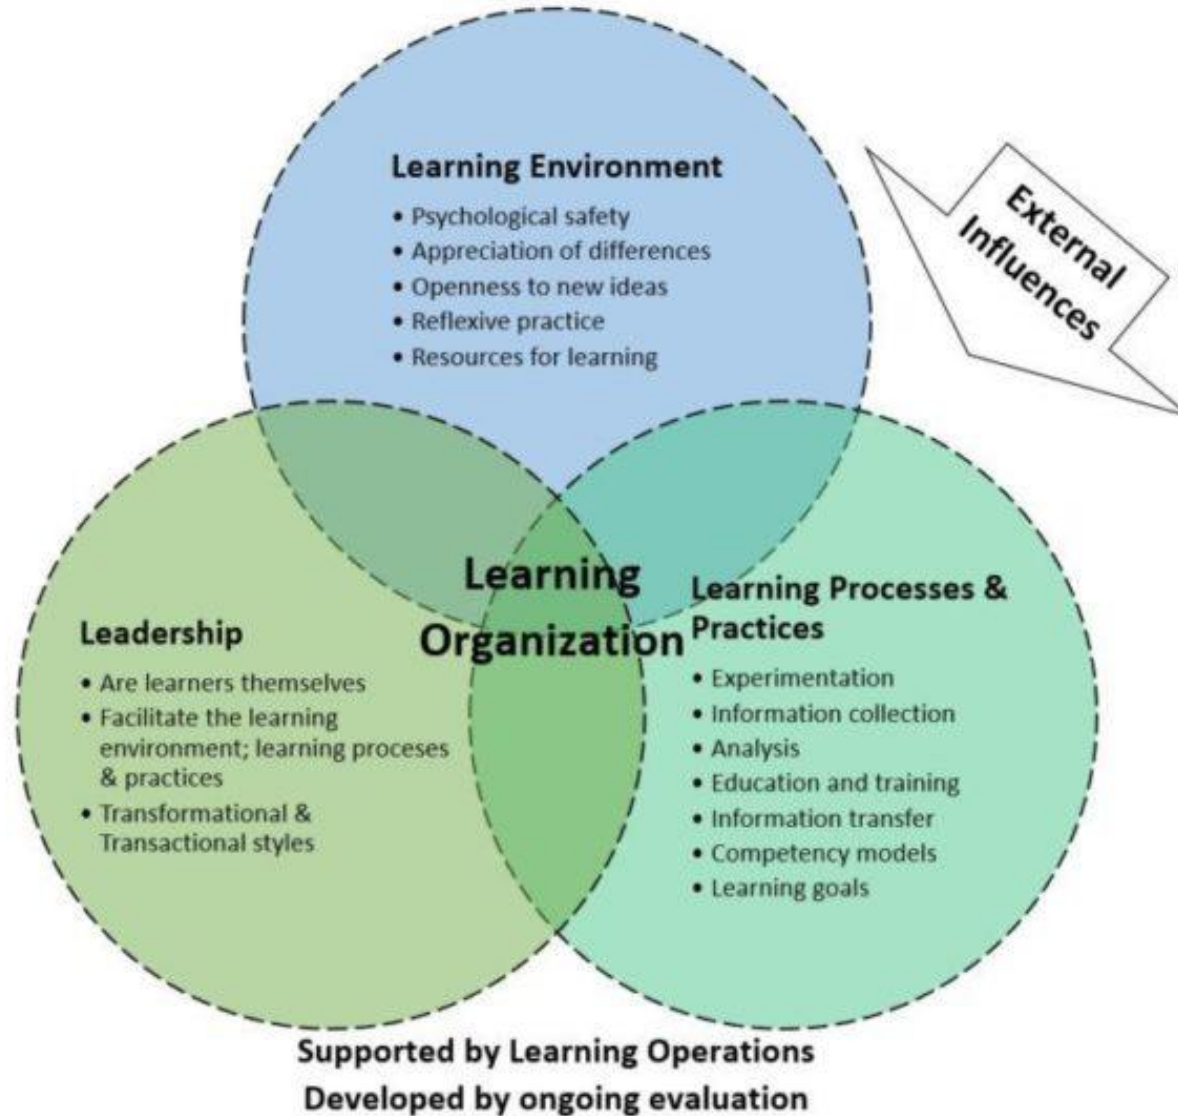 Learning Environment
• Psychological safety
• Appreciation of differences
• Openness to new ideas
• Reflexive practice
• Resources for learning
External
Influences
Learning
Organization
Leadership
• Are learners themselves
• Facilitate the learning
environment; learning proceses
& practices
• Transformational &
Transactional styles
Learning Processes &
Practices
• Experimentation
• Information collection
• Analysis
• Education and training
• Information transfer
• Competency models
• Learning goals
Supported by Learning Operations
Developed by ongoing evaluation